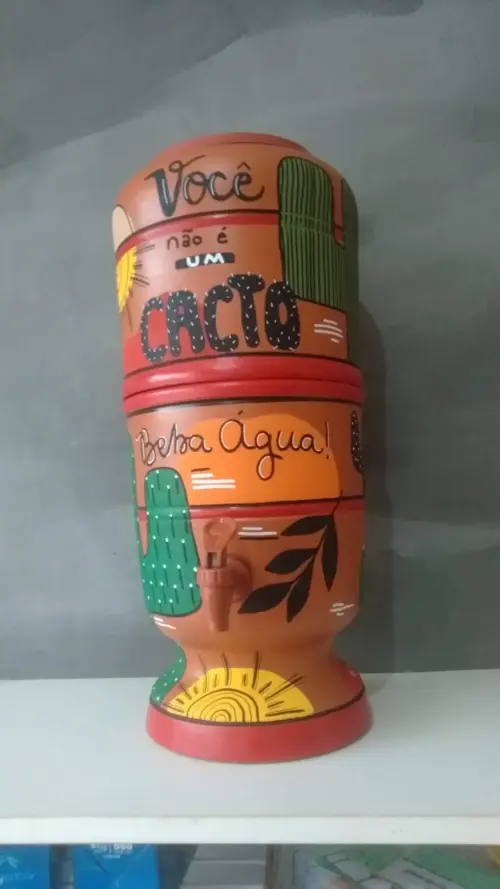 Você
não é
UM
CACTO
Beba Água!